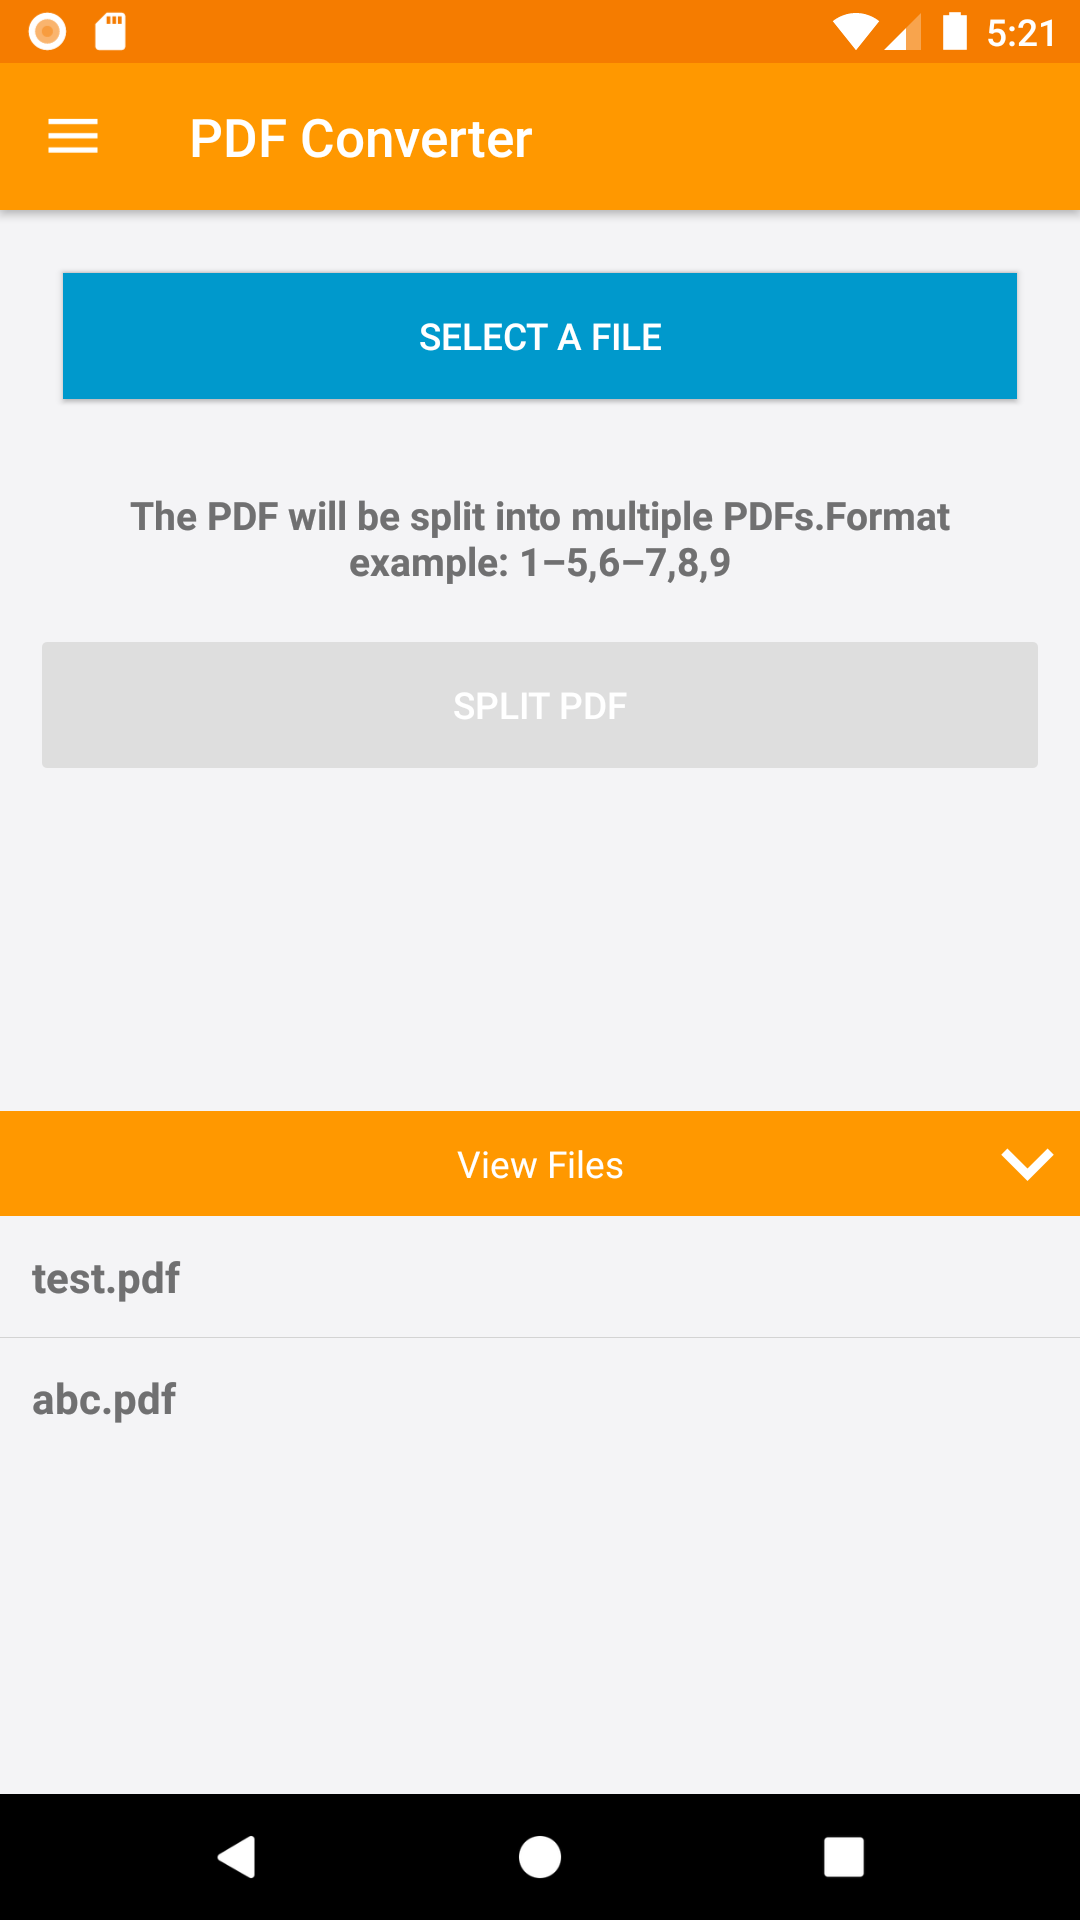 5:21
PDF Converter
SELECT A FILE
The PDF will be split into multiple PDFs.Format
example: 1–5,6–7,8,9
SPLIT PDF
View Files
test.pdf
abc.pdf